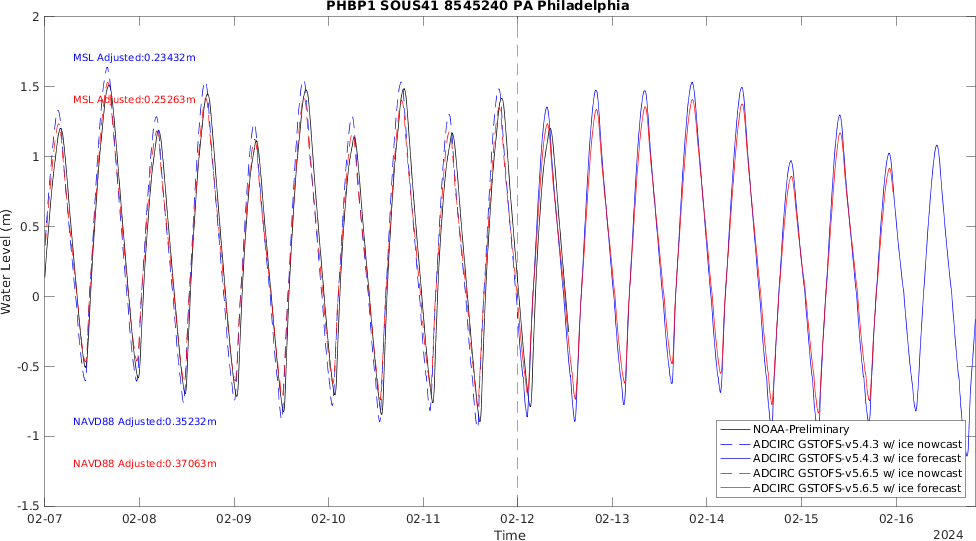 PHBP1 SOUS41 8545240 PA Philadelphia
2
MSL Adjusted:0.23432m
1.5
MSL Adjusted:0.25263m
1
0.5
Water Level (m)
0
-0.5
NAVD88 Adjusted:0.35232m
-1
NAVD88 Adjusted:0.37063m
-1.5
NOAA-Preliminary
ADCIRC GSTOFS-v5.4.3 w/ ice nowcast
ADCIRC GSTOFS-v5.4.3 w/ ice forecast
ADCIRC GSTOFS-v5.6.5 w/ ice nowcast
ADCIRC GSTOFS-v5.6.5 w/ ice forecast
02-07 02-08 02-09 02-10 02-11 02-12 02-13 02-14 02-15 02-16
Time
2024